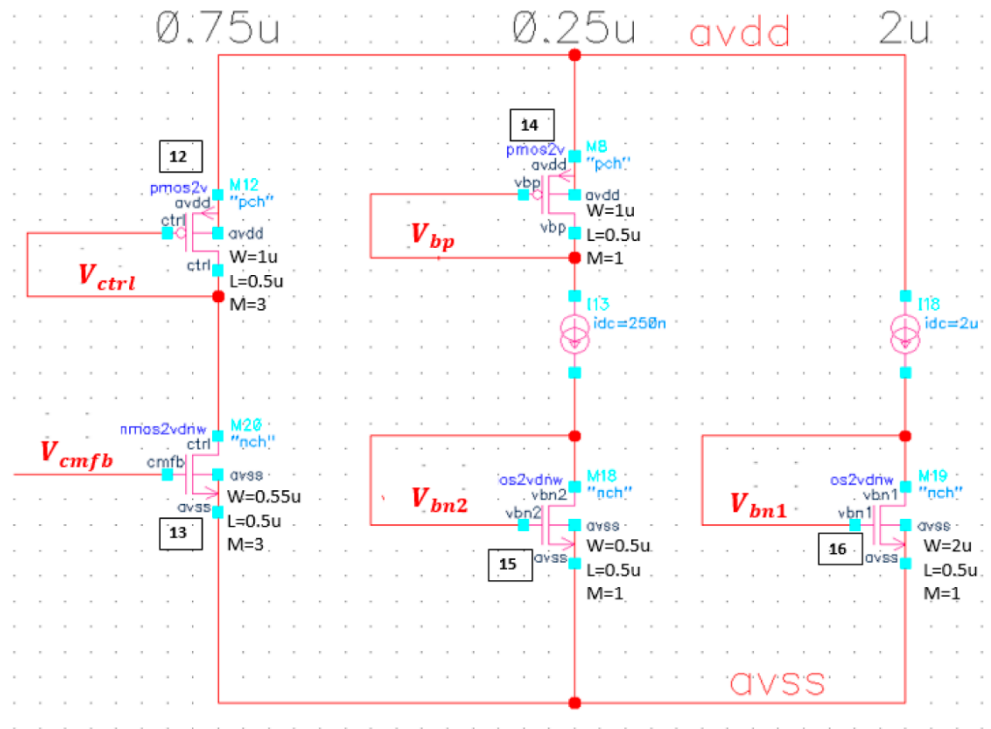 0.75u
0.25u
avdd
2u
12
pmos2v
M12
avdd
"pch"
ctrl
avdd
ctrl
W=1u
L=0.5u
M=3
V_ctrl
14
pmos2v
M8
avdd
"pch"
vbp
avdd
W=1u
vbp
L=0.5u
M=1
V_bp
I13
idc=250n
I18
idc=2u
nmos2vdnw
M20
ctrl
"nch"
V_cmfb
cmfb
avss
W=0.55u
avss
L=0.5u
13
M=3
os2vdnw
M18
vbn2
"nch"
V_bn2
vbn2
avss
W=0.5u
15
avss
L=0.5u
M=1
os2vdnw
M19
vbn1
"nch"
V_bn1
vbn1
avss
W=2u
16
avss
L=0.5u
M=1
avss